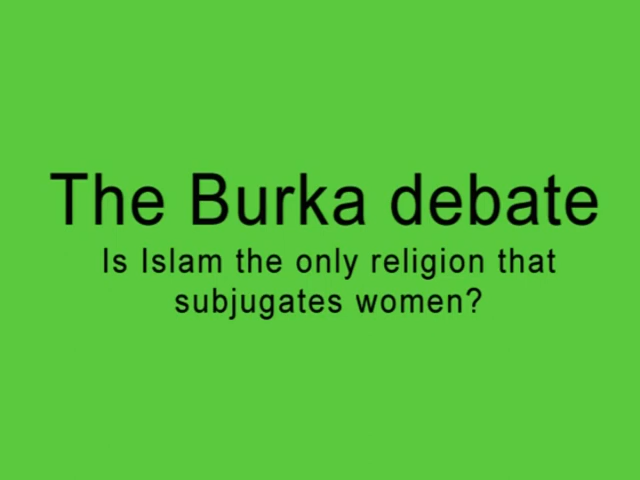 The Burka debate
Is Islam the only religion that
subjugates women?